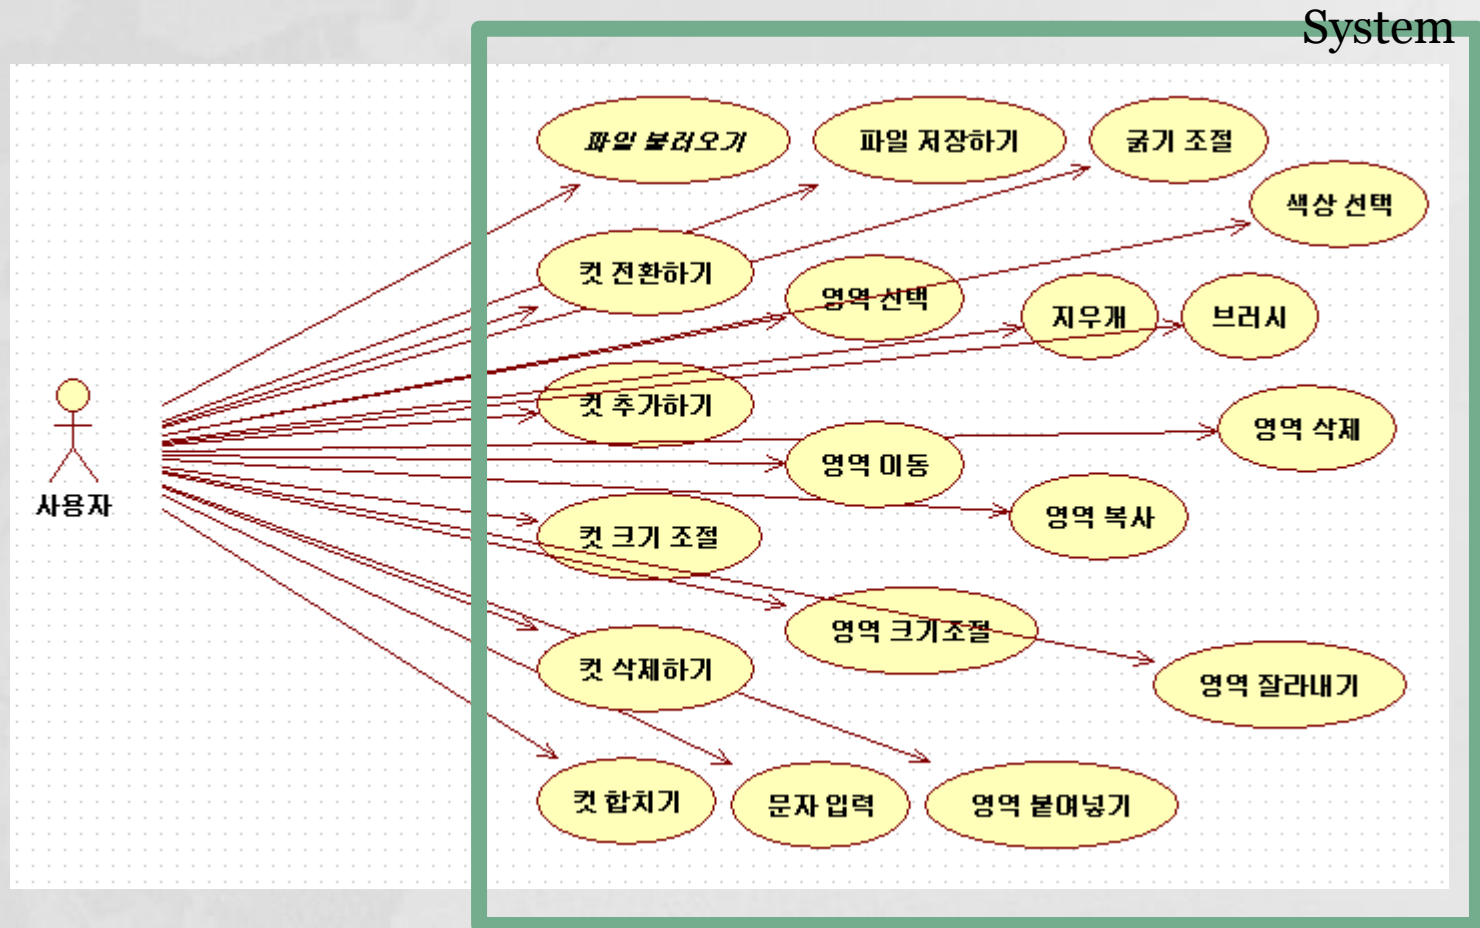 System
파일 불러오기
파일 저장하기
굵기 조절
색상 선택
컷 전환하기
영역 선택
지우개
브러시
컷 추가하기
영역 이동
영역 삭제
사용자
컷 크기 조절
영역 복사
영역 크기조절
컷 삭제하기
영역 잘라내기
컷 합치기
문자 입력
영역 붙여넣기